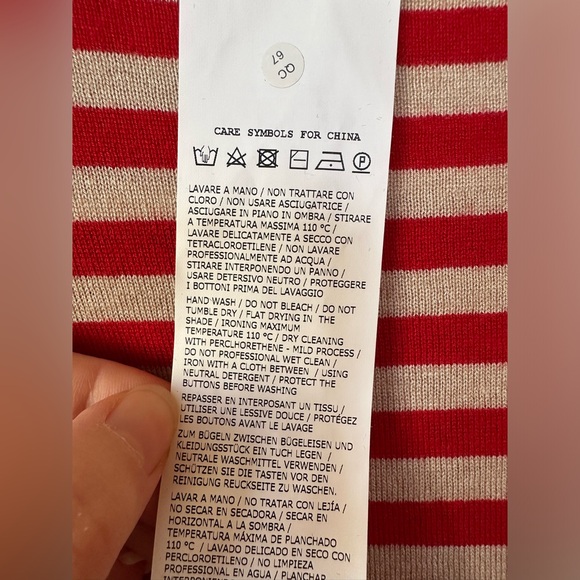 QC
67
CARE SYMBOLS FOR CHINA
P
LAVARE A MANO / NON TRATTARE CON
CLORO / NON USARE ASCIUGATRICE /
ASCIUGARE IN PIANO IN OMBRA / STIRARE
A TEMPERATURA MASSIMA 110 °C /
LAVARE DELICATAMENTE A SECCO CON
TETRACLOROETILENE / NON LAVARE
PROFESSIONALMENTE AD ACQUA /
STIRARE INTERPONENDO UN PANNO /
USARE DETERSIVO NEUTRO / PROTEGGERE
I BOTTONI PRIMA DEL LAVAGGIO
HAND WASH / DO NOT BLEACH / DO NOT
TUMBLE DRY / FLAT DRYING IN THE
SHADE / IRONING MAXIMUM
TEMPERATURE 110 °C / DRY CLEANING
WITH PERCHLORETHENE - MILD PROCESS /
DO NOT PROFESSIONAL WET CLEAN /
IRON WITH A CLOTH BETWEEN / USING
NEUTRAL DETERGENT / PROTECT THE
BUTTONS BEFORE WASHING
REPASSER EN INTERPOSANT UN TISSU /
UTILISER UNE LESSIVE DOUCE / PROTÉGEZ
LES BOUTONS AVANT LE LAVAGE
ZUM BÜGELN ZWISCHEN BÜGELEISEN UND
KLEIDUNGSSTÜCK EIN TUCH LEGEN /
NEUTRALE WASCHMITTEL VERWENDEN /
SCHÜTZEN SIE DIE TASTEN VOR DEN
REINIGUNG REUCKSEITE ZU WASCHEN.
LAVAR A MANO / NO TRATAR CON LEJÍA /
NO SECAR EN SECADORA / SECAR EN
HORIZONTAL A LA SOMBRA /
TEMPERATURA MÁXIMA DE PLANCHADO
110 °C / LAVADO DELICADO EN SECO CON
PERCLOROETILENO / NO LIMPIEZA
PROFESSIONAL EN AGUA / PLANCHAR